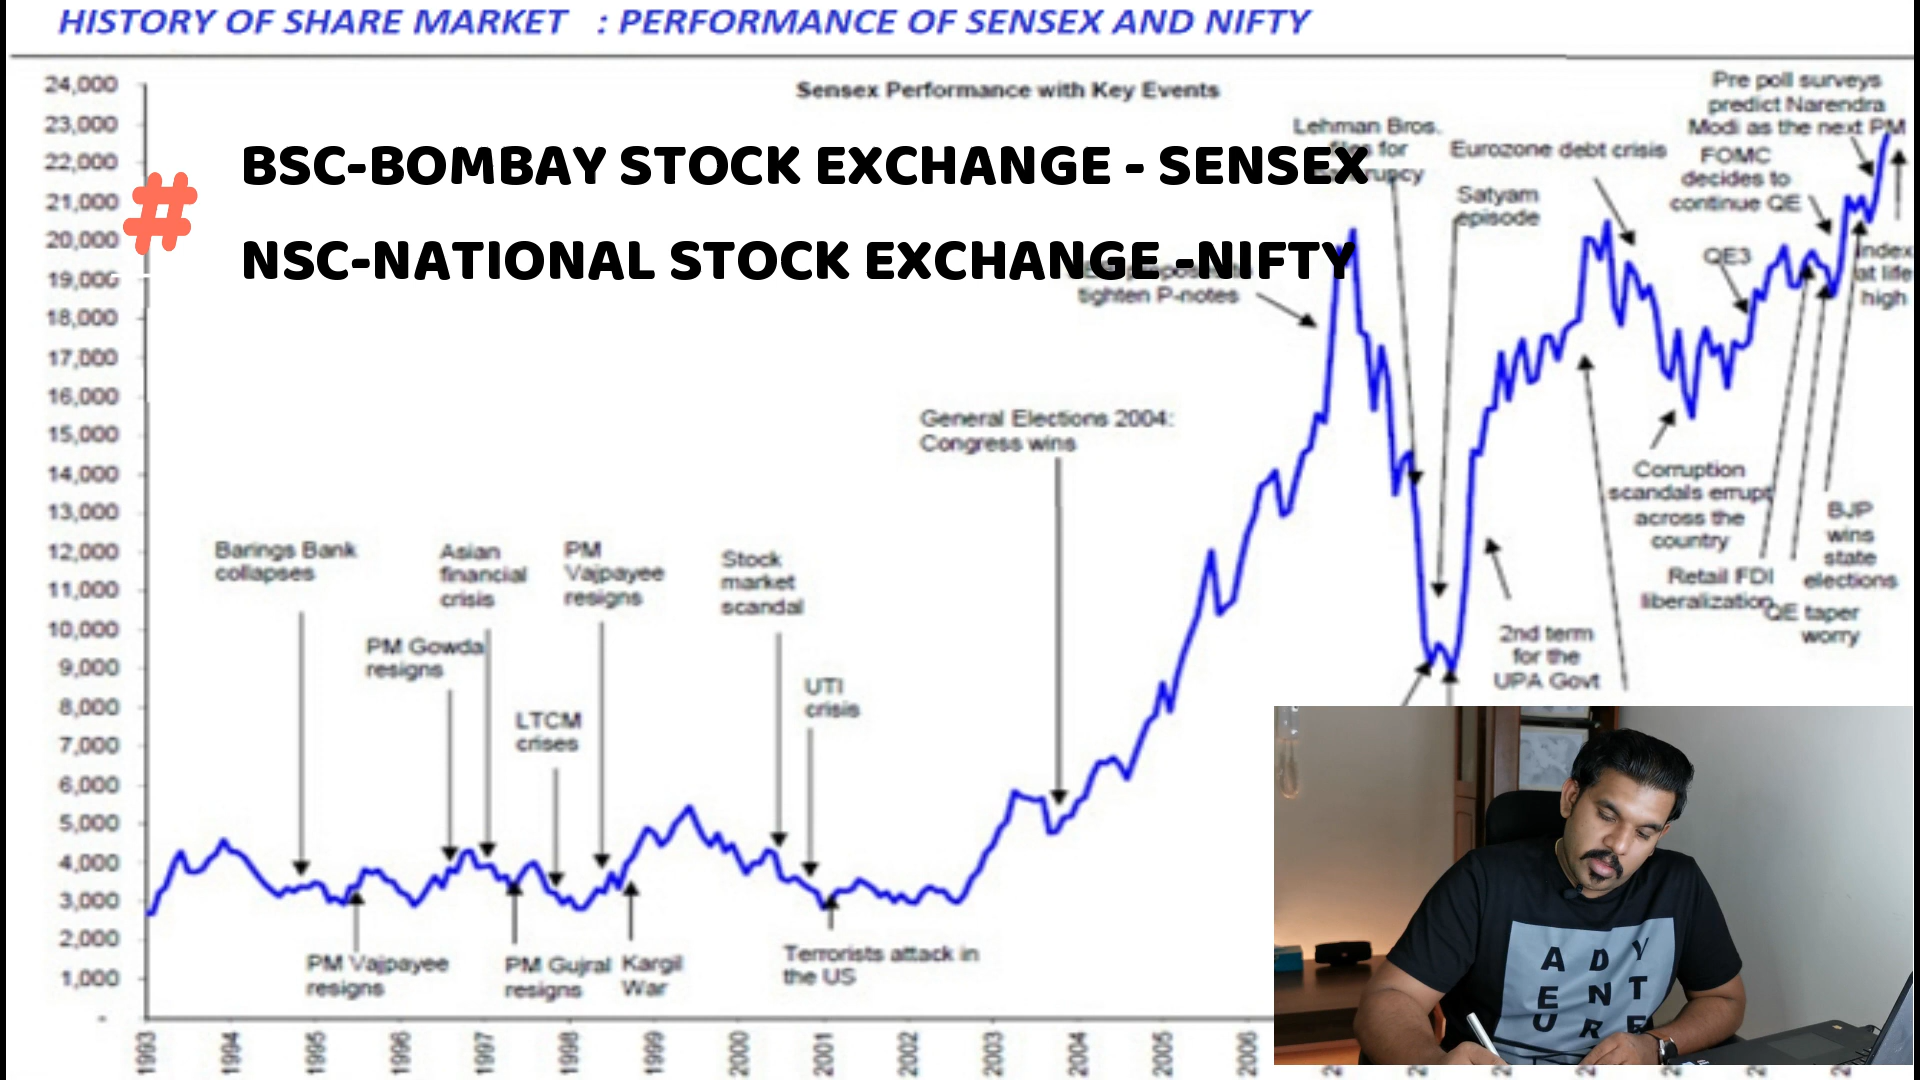 HISTORY OF SHARE MARKET : PERFORMANCE OF SENSEX AND NIFTY
Sensex Performance with Key Events
# BSC-BOMBAY STOCK EXCHANGE - SENSEX
NSC-NATIONAL STOCK EXCHANGE -NIFTY
24,000
23,000
22,000
21,000
20,000
19,000
18,000
17,000
16,000
15,000
14,000
13,000
12,000
11,000
10,000
9,000
8,000
7,000
6,000
5,000
4,000
3,000
2,000
1,000
-
Barings Bank
collapses
PM Vajpayee
resigns
PM Gowda
resigns
Asian
financial
crisis
PM Gujral
resigns
LTCM
crises
PM
Vajpayee
resigns
Kargil
War
Stock
market
scandal
UTI
crisis
Terrorists attack in
the US
General Elections 2004:
Congress wins
tighten P-notes
Lehman Bros.
for
Satyam
episode
Eurozone debt crisis
2nd term
for the
UPA Govt
Corruption
scandals errupt
across the
country
QE3
Retail FDI
liberalization
QE taper
worry
FOMC
decides to
continue QE
BJP
wins
state
elections
Pre poll surveys
predict Narendra
Modi as the next PM
Index
at life
high
1993 1994 1995 1996 1997 1998 1999 2000 2001 2002 2003 2004 2005 2006
A D V
E N T
U R E